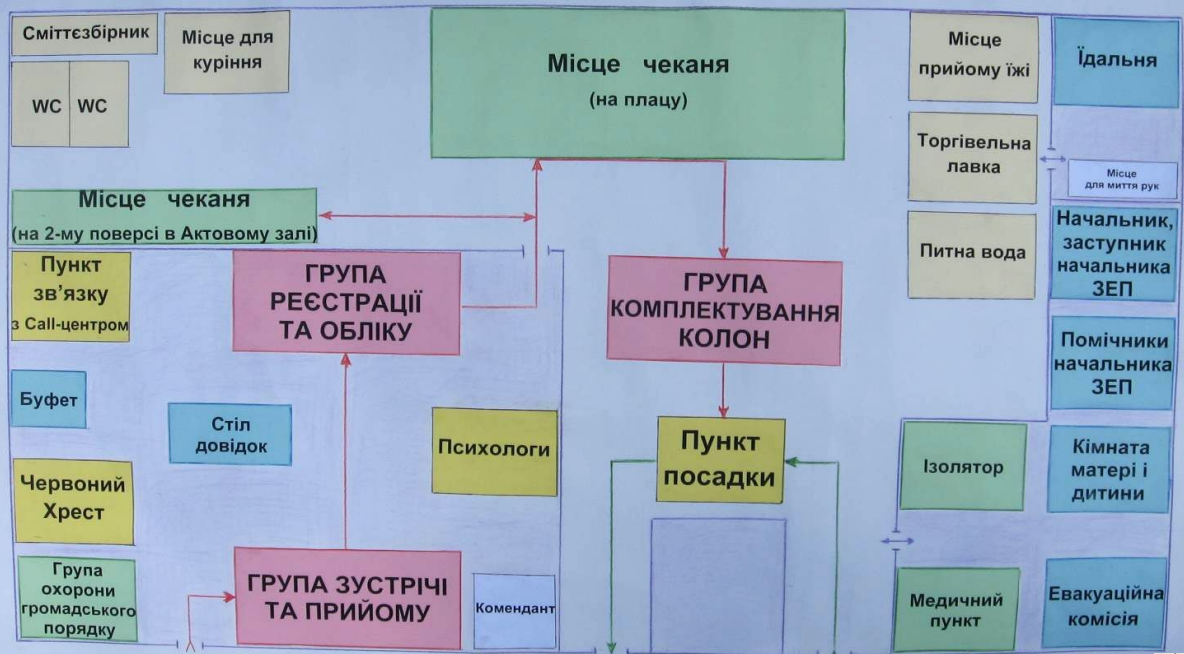 Сміттєзбірник
Місце для
куріння
WC
WC
Місце чеканя
(на плацу)
Місце
прийому їжі
Їдальня
Торгівельна
лавка
Місце
для миття рук
Місце чеканя
(на 2-му поверсі в Актовому залі)
Питна вода
Начальник,
заступник
начальника
ЗЕП
Пункт
зв’язку
з Call-центром
ГРУПА
РЕЄСТРАЦІЇ
ТА ОБЛІКУ
ГРУПА
КОМПЛЕКТУВАННЯ
КОЛОН
Помічники
начальника
ЗЕП
Буфет
Стіл
довідок
Психологи
Пункт
посадки
Ізолятор
Кімната
матері і
дитини
Червоний
Хрест
Група
охорони
громадського
порядку
ГРУПА ЗУСТРІЧІ
ТА ПРИЙОМУ
Комендант
Медичний
пункт
Евакуаційна
комісія